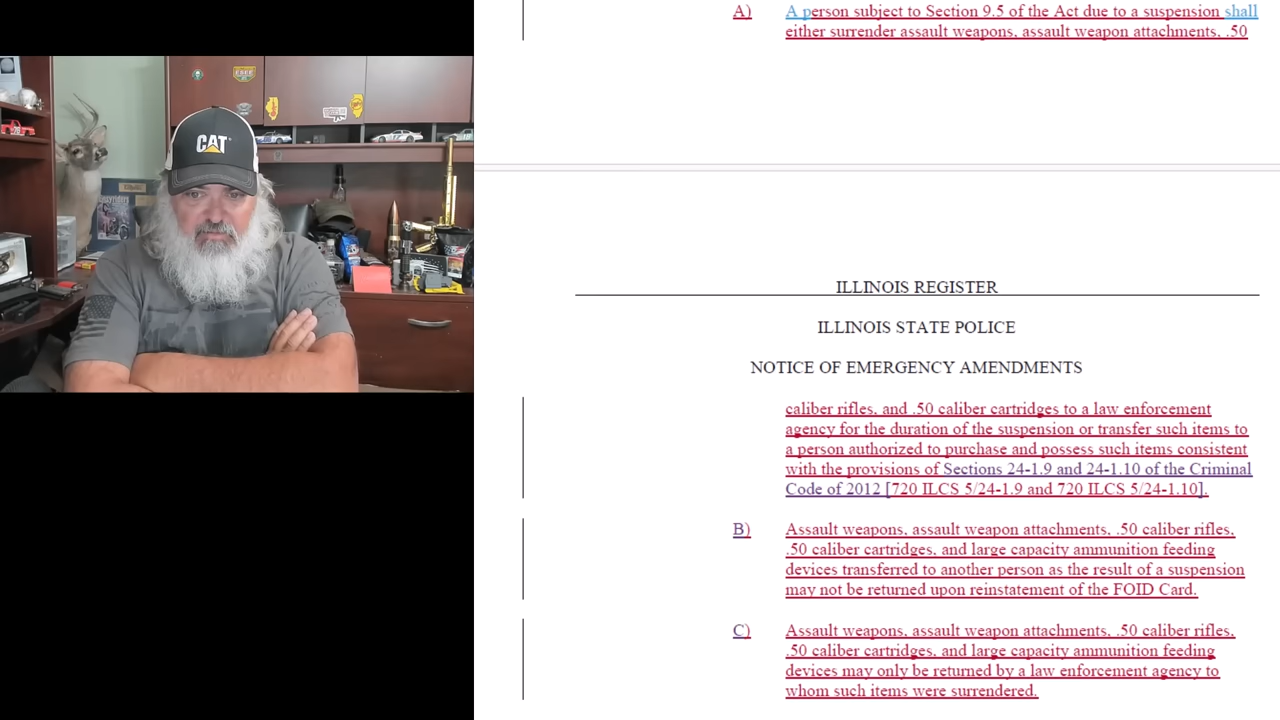 A) A person subject to Section 9.5 of the Act due to a suspension shall
either surrender assault weapons, assault weapon attachments, .50
CAT
ILLINOIS REGISTER
ILLINOIS STATE POLICE
NOTICE OF EMERGENCY AMENDMENTS
caliber rifles, and .50 caliber cartridges to a law enforcement
agency for the duration of the suspension or transfer such items to
a person authorized to purchase and possess such items consistent
with the provisions of Sections 24-1.9 and 24-1.10 of the Criminal
Code of 2012 [720 ILCS 5/24-1.9 and 720 ILCS 5/24-1.10].
B) Assault weapons, assault weapon attachments, .50 caliber rifles,
.50 caliber cartridges, and large capacity ammunition feeding
devices transferred to another person as the result of a suspension
may not be returned upon reinstatement of the FOID Card.
C) Assault weapons, assault weapon attachments, .50 caliber rifles,
.50 caliber cartridges, and large capacity ammunition feeding
devices may only be returned by a law enforcement agency to
whom such items were surrendered.